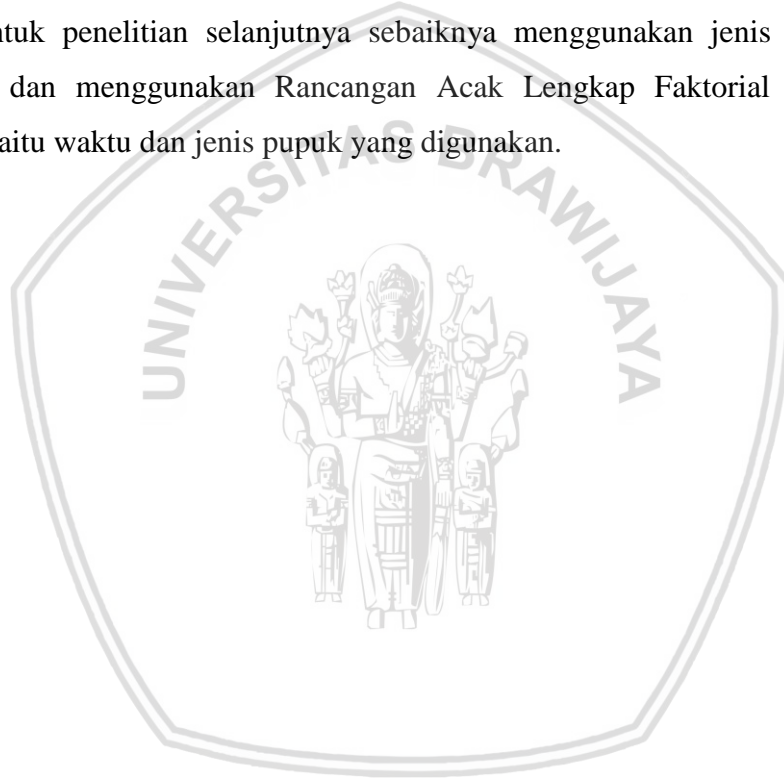 ntuk penelitian selanjutnya sebaiknya menggunakan jenis
dan menggunakan Rancangan Acak Lengkap Faktorial
aitu waktu dan jenis pupuk yang digunakan.
UNIVERSITAS BRAWIJAYA